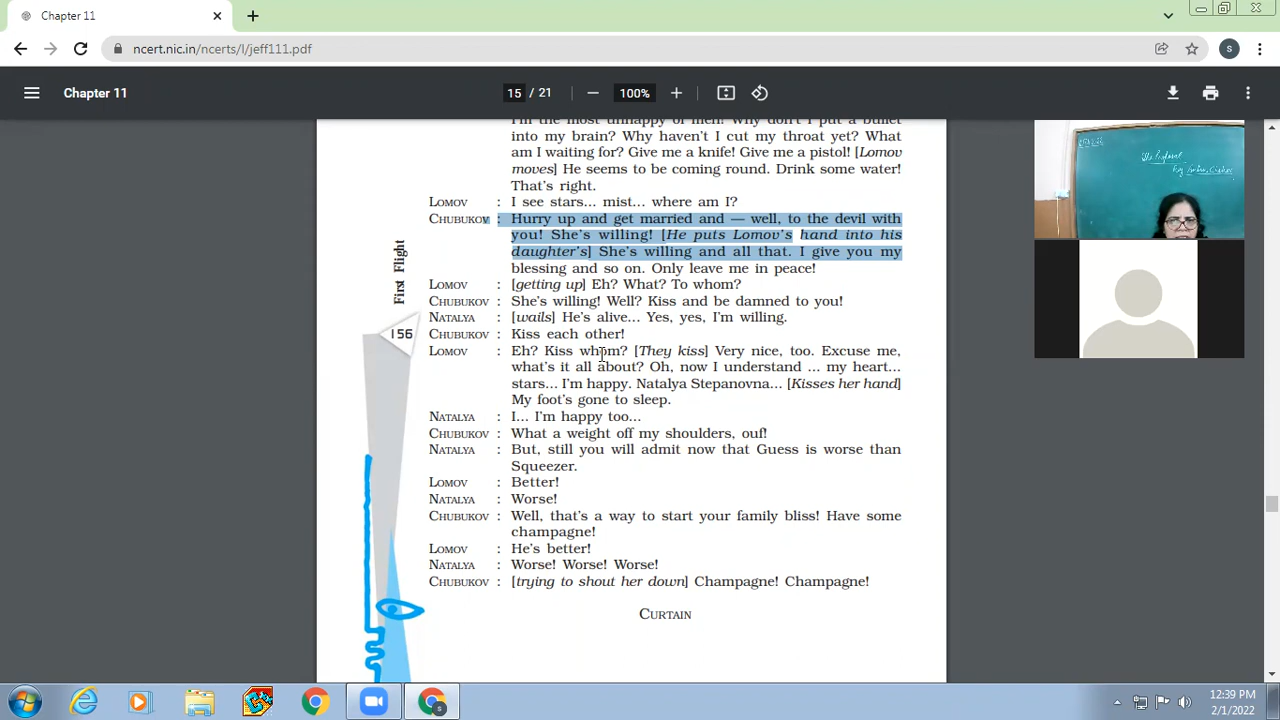 Chapter 11
ncert.nic.in/ncerts/l/jeff111.pdf
S
Chapter 11
15 / 21
100%
I'm the most unhappy of men! Why don't I put a bullet
into my brain? Why haven't I cut my throat yet? What
am I waiting for? Give me a knife! Give me a pistol! [Lomov
moves] He seems to be coming round. Drink some water!
That's right.
LOMOV : I see stars... mist... where am I?
CHUBUKOV : Hurry up and get married and — well, to the devil with
you! She's willing! [He puts Lomov's hand into his
daughter's] She's willing and all that. I give you my
blessing and so on. Only leave me in peace!
LOMOV : [getting up] Eh? What? To whom?
CHUBUKOV : She's willing! Well? Kiss and be damned to you!
NATALYA : [wails] He's alive... Yes, yes, I'm willing.
CHUBUKOV : Kiss each other!
LOMOV : Eh? Kiss whom? [They kiss] Very nice, too. Excuse me,
what's it all about? Oh, now I understand ... my heart...
stars... I'm happy. Natalya Stepanovna... [Kisses her hand]
My foot's gone to sleep.
NATALYA : I... I'm happy too...
CHUBUKOV : What a weight off my shoulders, ouf!
NATALYA : But, still you will admit now that Guess is worse than
Squeezer.
LOMOV : Better!
NATALYA : Worse!
CHUBUKOV : Well, that's a way to start your family bliss! Have some
champagne!
LOMOV : He's better!
NATALYA : Worse! Worse! Worse!
CHUBUKOV : [trying to shout her down] Champagne! Champagne!
CURTAIN
First Flight
156
12:39 PM
2/1/2022